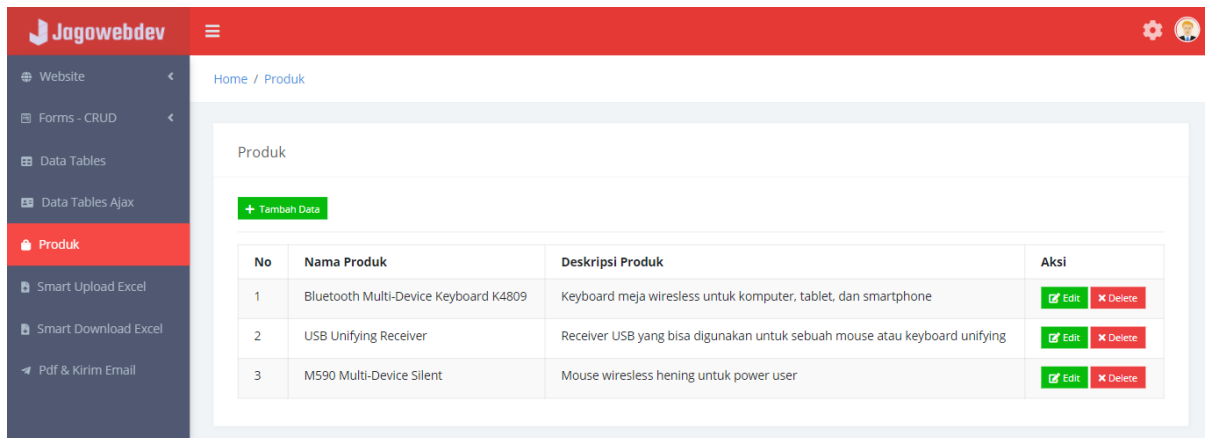 Jagowebdev
Website
Forms - CRUD
Data Tables
Data Tables Ajax
Produk
Smart Upload Excel
Smart Download Excel
Pdf & Kirim Email
Home / Produk
Produk
Tambah Data
No Nama Produk Deskripsi Produk Aksi
1 Bluetooth Multi-Device Keyboard K4809 Keyboard meja wiresless untuk komputer, tablet, dan smartphone Edit Delete
2 USB Unifying Receiver Receiver USB yang bisa digunakan untuk sebuah mouse atau keyboard unifying Edit Delete
3 M590 Multi-Device Silent Mouse wiresless hening untuk power user Edit Delete